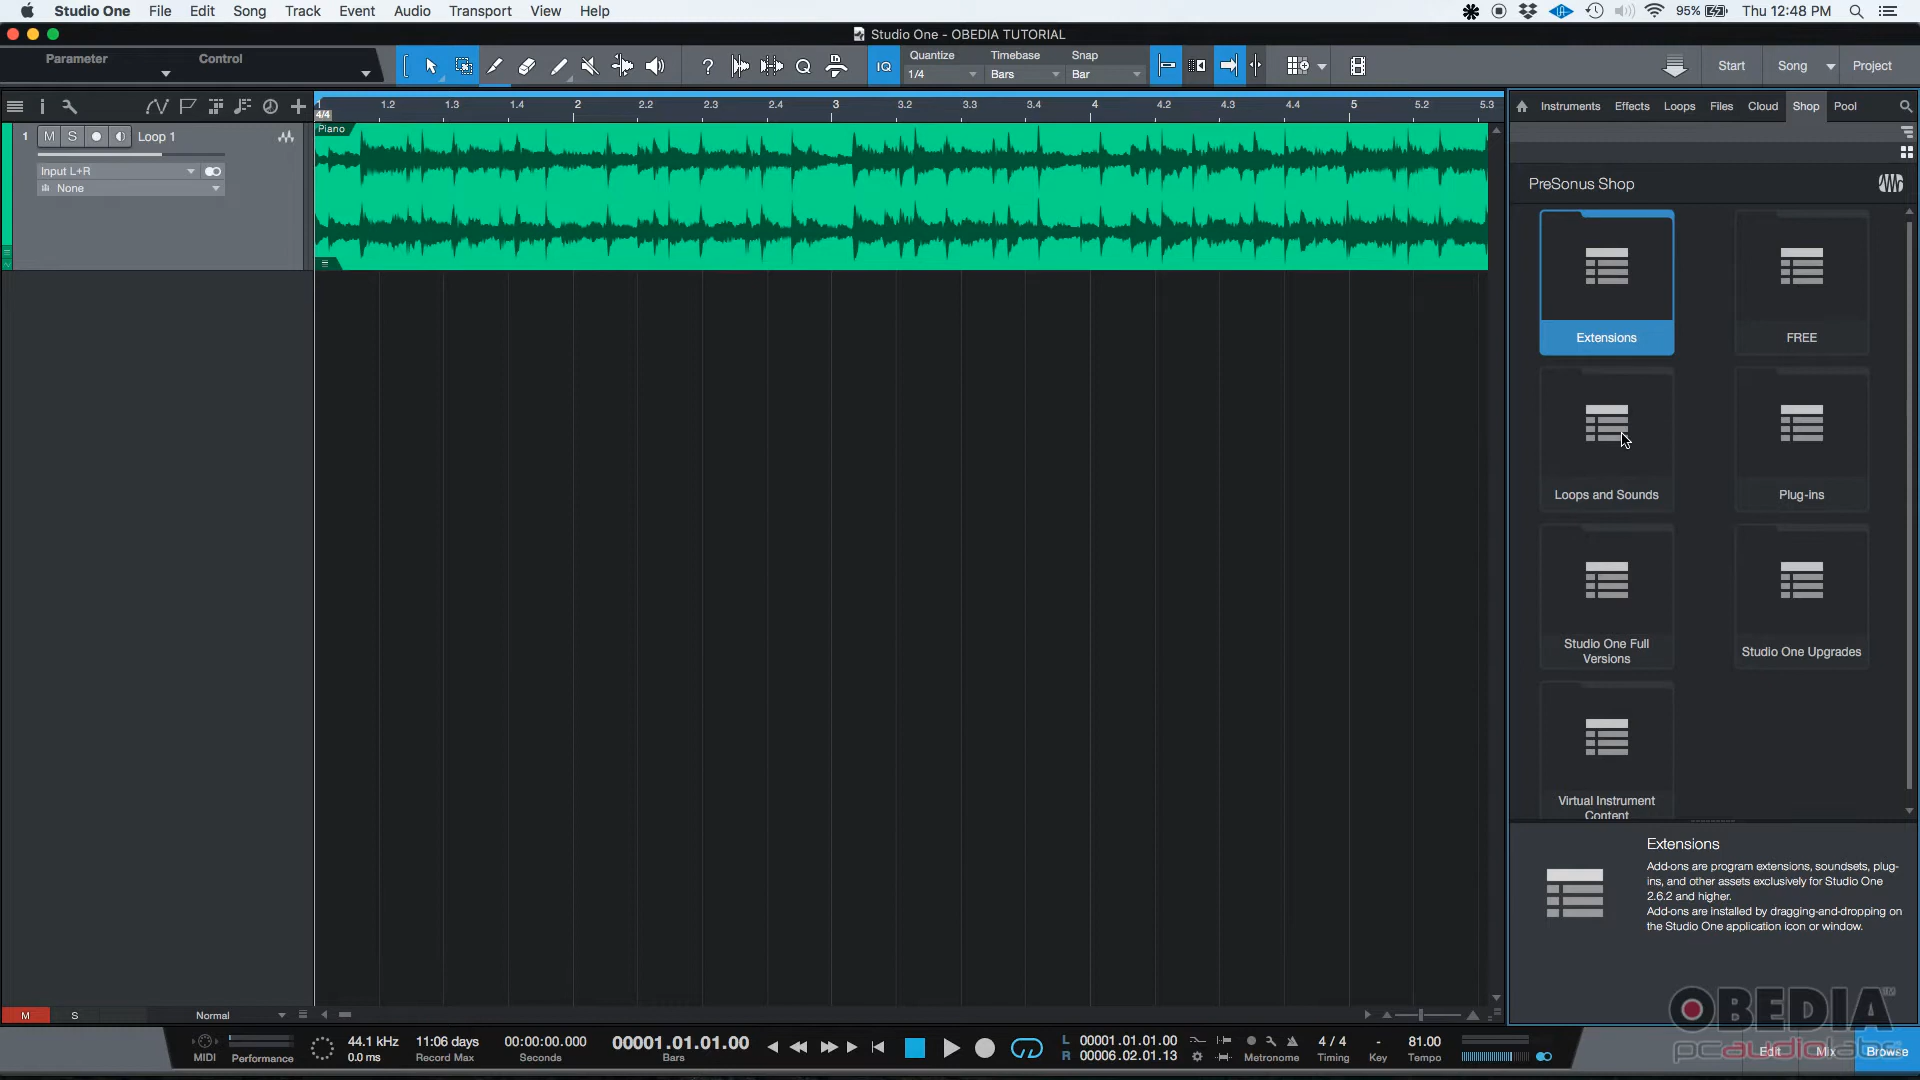 Studio One File Edit Song Track Event Audio Transport View Help
95% Thu 12:48 PM
Studio One - OBEDIA TUTORIAL
Parameter Control
IQ
Quantize Timebase Snap
1/4 Bars Bar
Start Song Project
1 1.2 1.3 1.4 2 2.2 2.3 2.4 3 3.2 3.3 3.4 4 4.2 4.3 4.4 5 5.2 5.3
4/4
Instruments Effects Loops Files Cloud Shop Pool
1 M S Loop 1
Piano
Input L+R
None
PreSonus Shop
Extensions
FREE
Loops and Sounds
Plug-ins
Studio One Full
Versions
Studio One Upgrades
Virtual Instrument
Content
Extensions
Add-ons are program extensions, soundsets, plug-
ins, and other assets exclusively for Studio One
2.6.2 and higher.
Add-ons are installed by dragging-and-dropping on
the Studio One application icon or window.
OBEDIA
pcaudiolabs
M S Normal
MIDI
Performance
44.1 kHz
0.0 ms
11:06 days
Record Max
00:00:00.000
Seconds
00001.01.01.00
Bars
L 00001.01.01.00
R 00006.02.01.13
Metronome
4 / 4
Timing
-
Key
81.00
Tempo
Edit Mix Browse